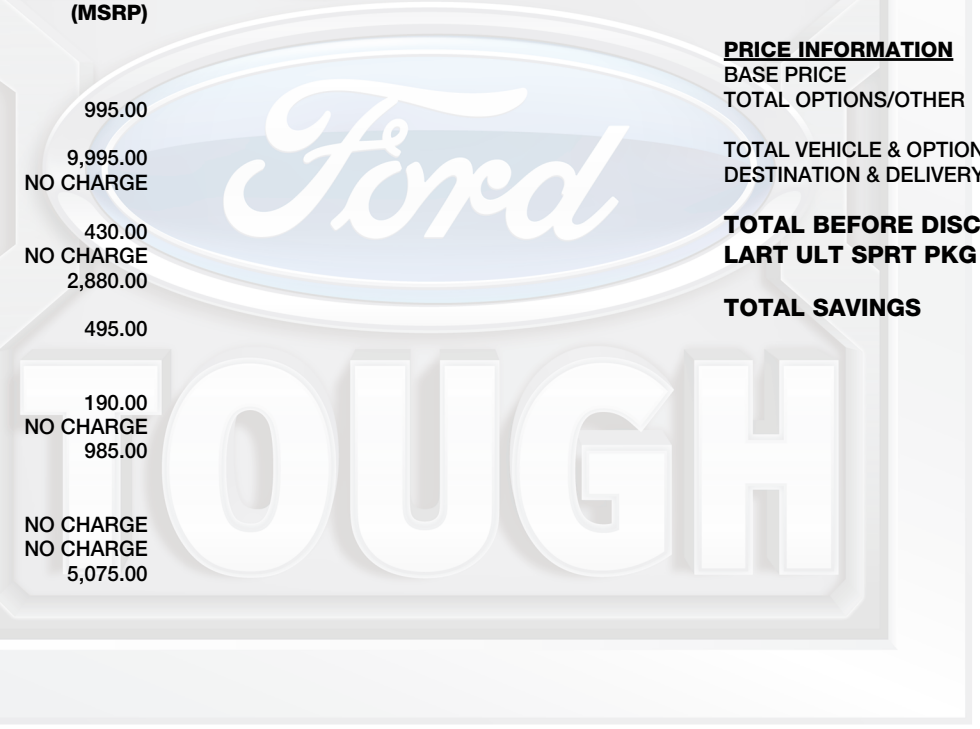 (MSRP)
995.00
9,995.00
NO CHARGE
430.00
NO CHARGE
2,880.00
495.00
190.00
NO CHARGE
985.00
NO CHARGE
NO CHARGE
5,075.00
Ford
TOUGH
PRICE INFORMATION
BASE PRICE
TOTAL OPTIONS/OTHER
TOTAL VEHICLE & OPTION
DESTINATION & DELIVERY
TOTAL BEFORE DISC
LART ULT SPRT PKG
TOTAL SAVINGS